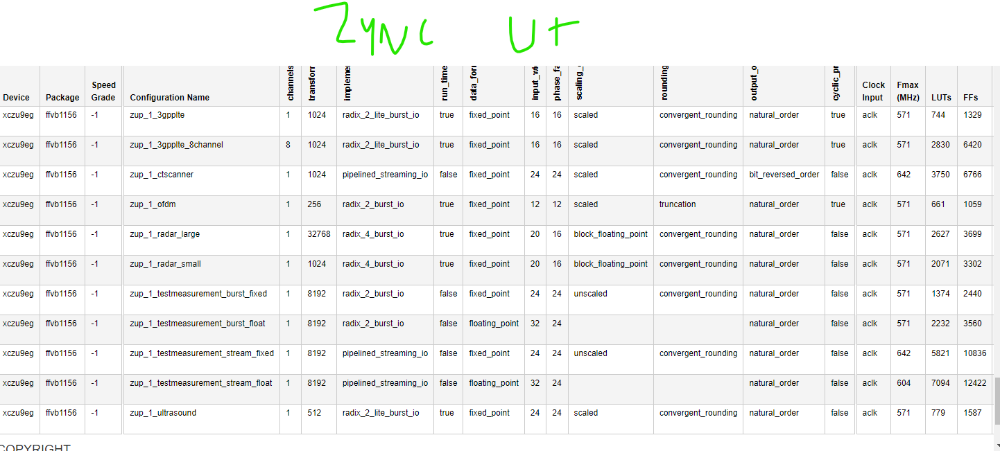 ZYNC U+
Device Package Speed Grade Configuration Name channels transfor implemen run_time data_for input_wi phase_fa scaling_ rounding output_o cyclic_pr Clock Input Fmax (MHz) LUTs FFs
xczu9eg ffvb1156 -1 zup_1_3gpplte 1 1024 radix_2_lite_burst_io true fixed_point 16 16 scaled convergent_rounding natural_order true aclk 571 744 1329
xczu9eg ffvb1156 -1 zup_1_3gpplte_8channel 8 1024 radix_2_lite_burst_io true fixed_point 16 16 scaled convergent_rounding natural_order true aclk 571 2830 6420
xczu9eg ffvb1156 -1 zup_1_ctscanner 1 1024 pipelined_streaming_io false fixed_point 24 24 scaled convergent_rounding bit_reversed_order false aclk 642 3750 6766
xczu9eg ffvb1156 -1 zup_1_ofdm 1 256 radix_2_burst_io true fixed_point 12 12 scaled truncation natural_order true aclk 571 661 1059
xczu9eg ffvb1156 -1 zup_1_radar_large 1 32768 radix_4_burst_io true fixed_point 20 16 block_floating_point convergent_rounding natural_order false aclk 571 2627 3699
xczu9eg ffvb1156 -1 zup_1_radar_small 1 1024 radix_4_burst_io true fixed_point 20 16 block_floating_point convergent_rounding natural_order false aclk 571 2071 3302
xczu9eg ffvb1156 -1 zup_1_testmeasurement_burst_fixed 1 8192 radix_2_burst_io false fixed_point 24 24 unscaled convergent_rounding natural_order false aclk 571 1374 2440
xczu9eg ffvb1156 -1 zup_1_testmeasurement_burst_float 1 8192 radix_2_burst_io false floating_point 32 24 natural_order false aclk 571 2232 3560
xczu9eg ffvb1156 -1 zup_1_testmeasurement_stream_fixed 1 8192 pipelined_streaming_io false fixed_point 24 24 unscaled convergent_rounding natural_order false aclk 642 5821 10836
xczu9eg ffvb1156 -1 zup_1_testmeasurement_stream_float 1 8192 pipelined_streaming_io false floating_point 32 24 natural_order false aclk 604 7094 12422
xczu9eg ffvb1156 -1 zup_1_ultrasound 1 512 radix_2_lite_burst_io true fixed_point 24 24 scaled convergent_rounding natural_order false aclk 571 779 1587
COPYRIGHT